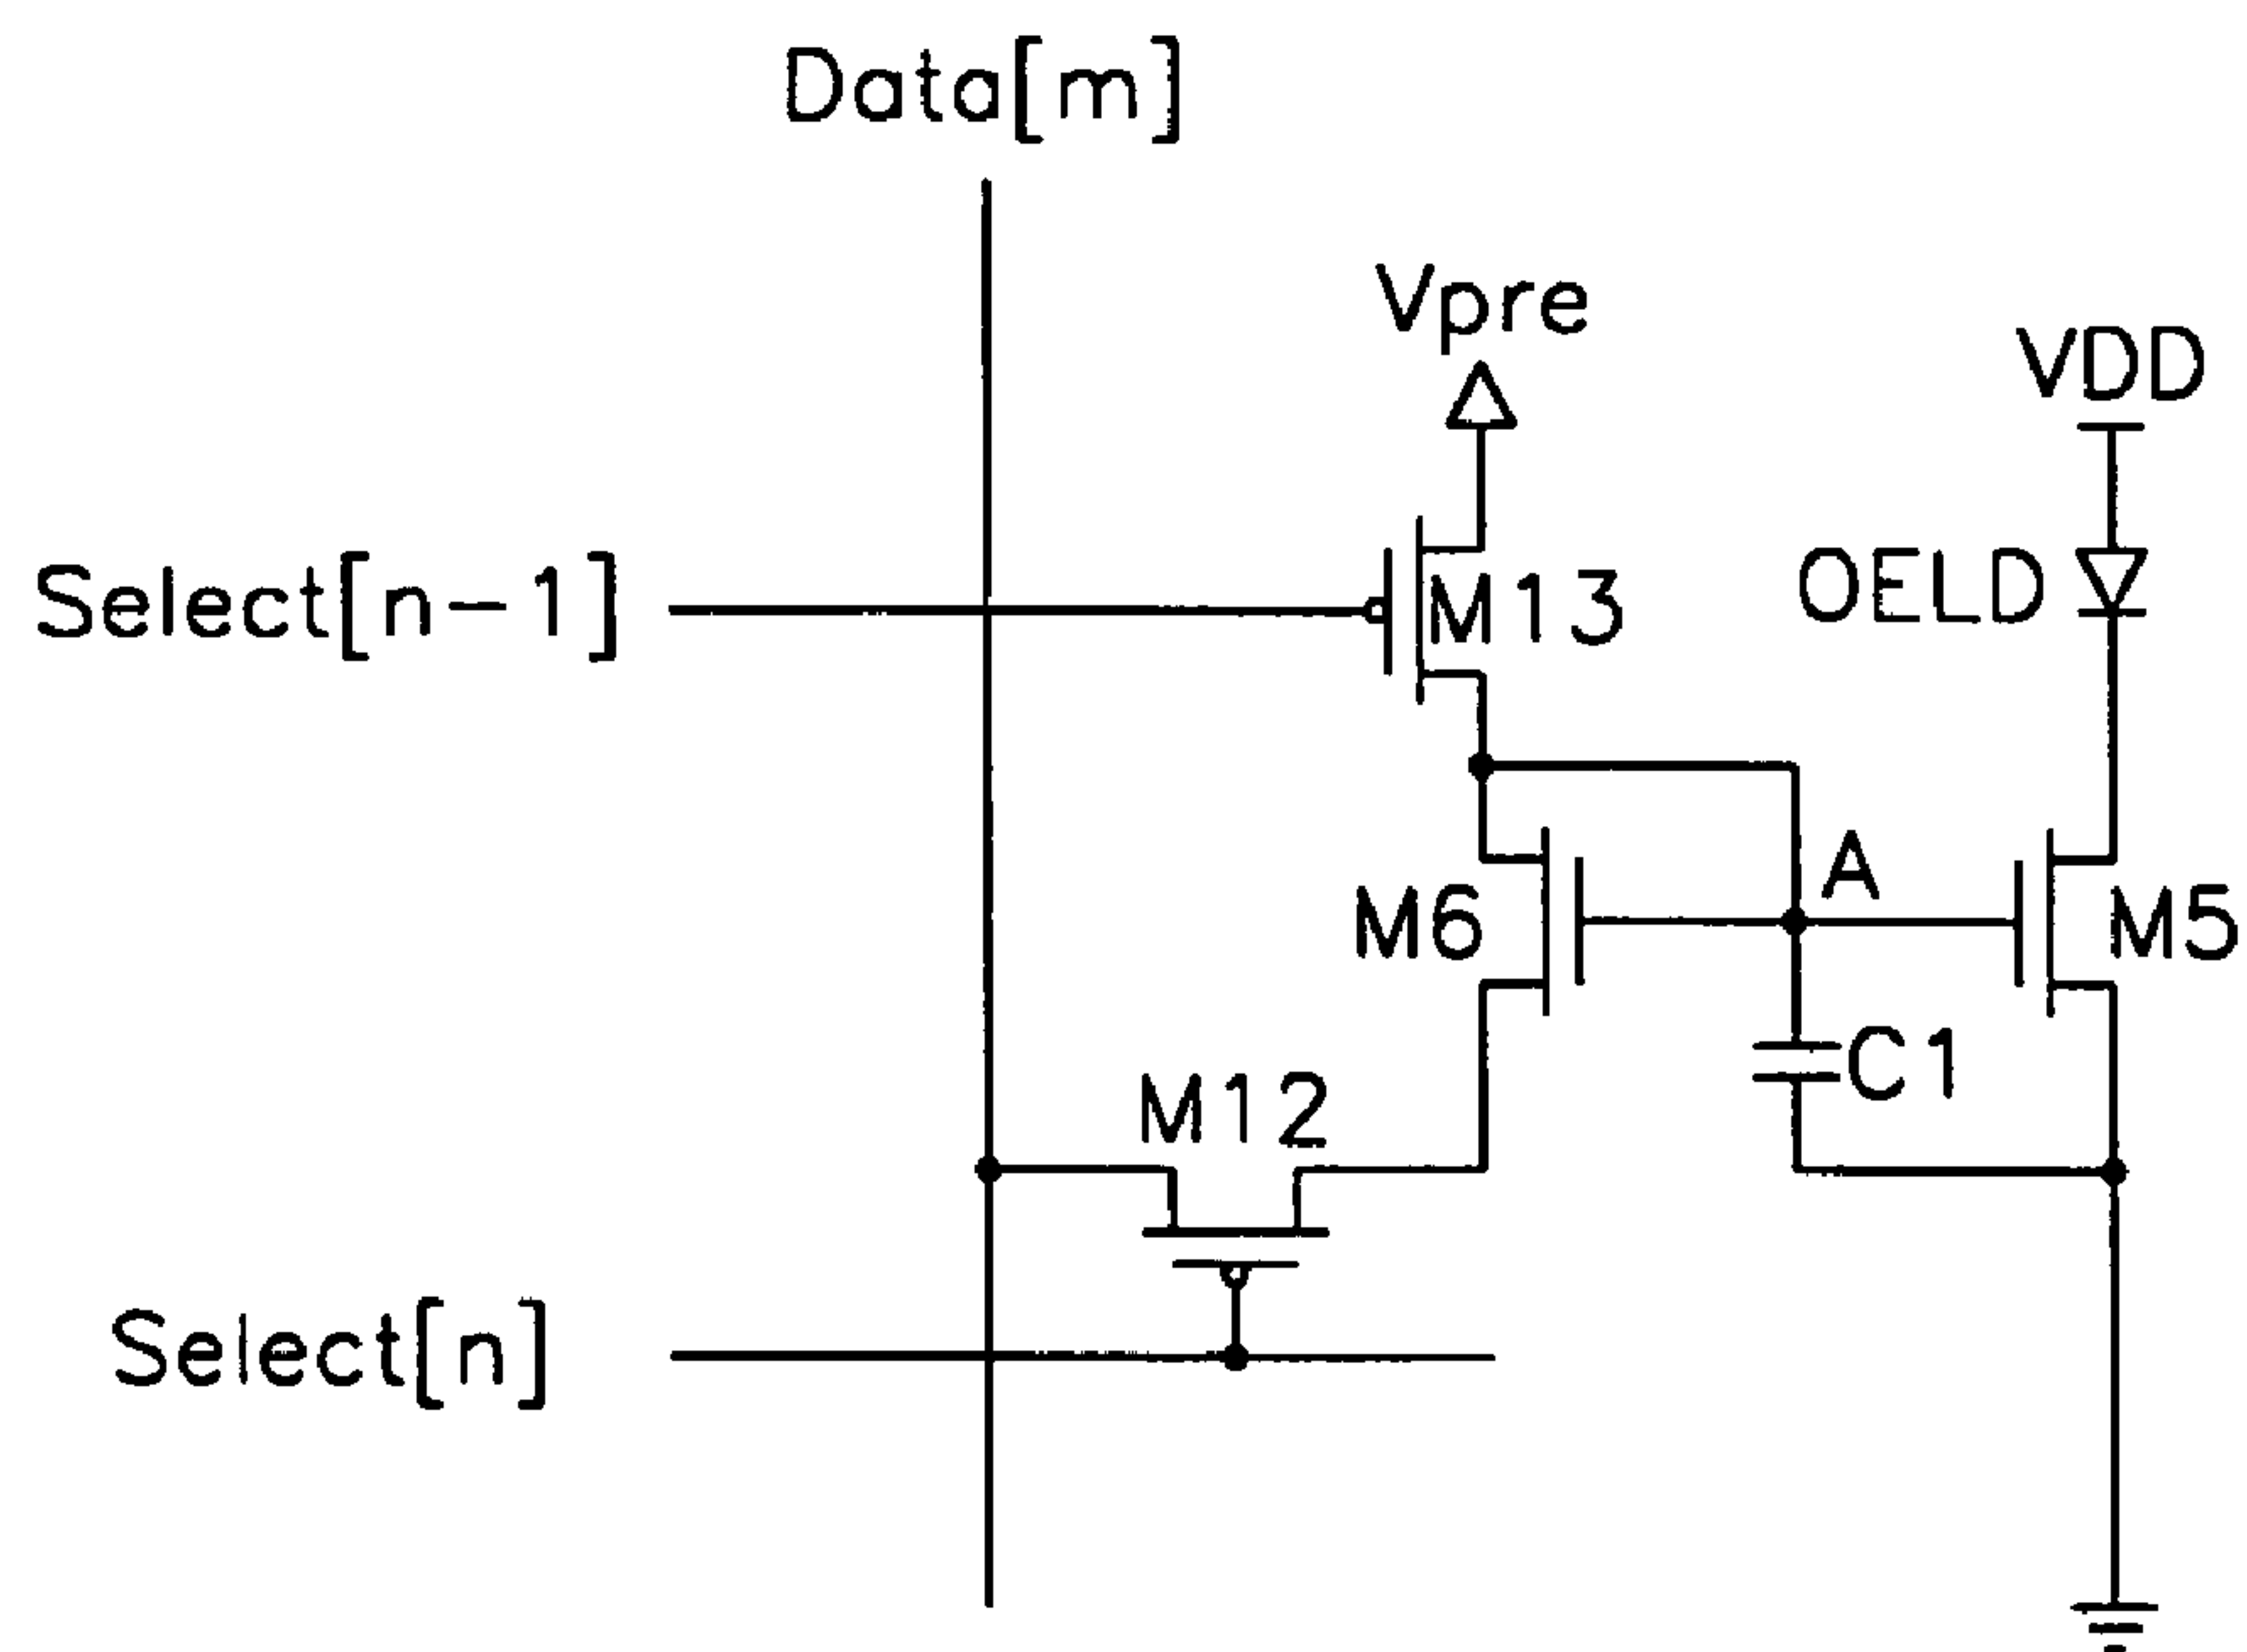 Data[m]
Vpre
VDD
Select[n-1]
M13
OELD
A
M6
M5
C1
M12
Select[n]